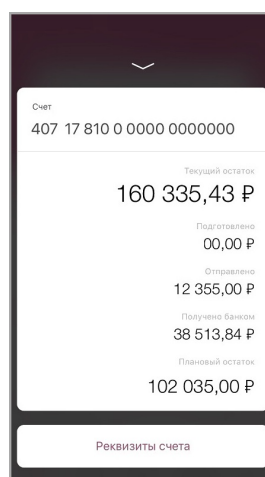 Счет
407 17 810 0 0000 0000000
Текущий остаток
160 335,43 ₽
Подготовлено
00,00 ₽
Отправлено
12 355,00 ₽
Получено банком
38 513,84 ₽
Плановый остаток
102 035,00 ₽
Реквизиты счета